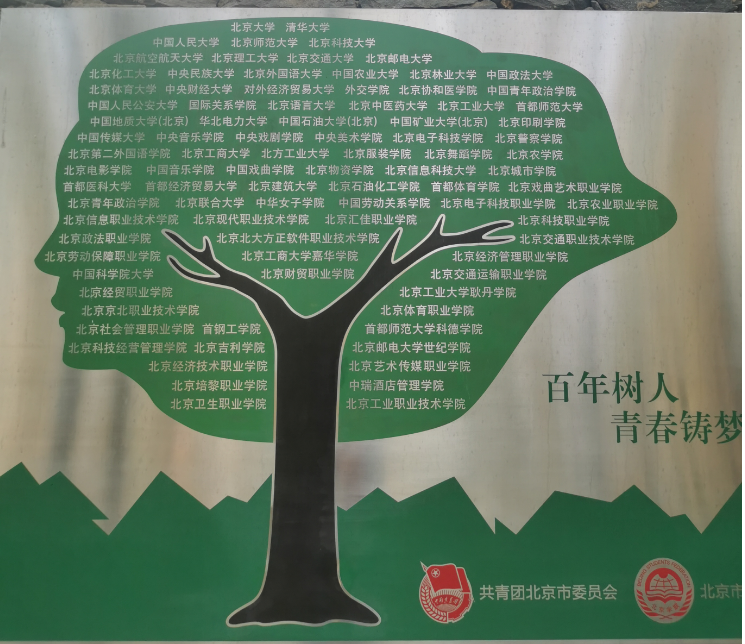 北京大学 清华大学
中国人民大学 北京师范大学 北京科技大学
北京航空航天大学 北京理工大学 北京交通大学 北京邮电大学
北京化工大学 中央民族大学 北京外国语大学 中国农业大学 北京林业大学 中国政法大学
北京体育大学 中央财经大学 对外经济贸易大学 外交学院 北京协和医学院 中国青年政治学院
中国人民公安大学 国际关系学院 北京语言大学 北京中医药大学 北京工业大学 首都师范大学
中国地质大学(北京) 华北电力大学 中国石油大学(北京) 中国矿业大学(北京) 北京印刷学院
中国传媒大学 中央音乐学院 中央戏剧学院 中央美术学院 北京电子科技学院 北京警察学院
北京第二外国语学院 北京工商大学 北方工业大学 北京服装学院 北京舞蹈学院 北京农学院
北京电影学院 中国音乐学院 中国戏曲学院 北京物资学院 北京信息科技大学 北京城市学院
首都医科大学 首都经济贸易大学 北京建筑大学 北京石油化工学院 首都体育学院 北京戏曲艺术职业学院
北京青年政治学院 北京联合大学 中华女子学院 中国劳动关系学院 北京电子科技职业学院 北京农业职业学院
北京信息职业技术学院 北京现代职业技术学院 北京汇佳职业学院 北京科技职业学院
北京政法职业学院 北京北大方正软件职业学院 北京交通职业技术学院
北京劳动保障职业学院 北京工商大学嘉华学院 北京经济管理职业学院
中国科学院大学 北京财贸职业学院 北京交通运输职业学院
北京经贸职业学院 北京工业大学耿丹学院
北京京北职业技术学院 北京体育职业学院
北京社会管理职业学院 首钢工学院 首都师范大学科德学院
北京科技经营管理学院 北京吉利学院 北京邮电大学世纪学院
北京经济技术职业学院 北京艺术传媒职业学院
北京培黎职业学院 中瑞酒店管理学院
北京卫生职业学院 北京工业职业技术学院
百年树人
青春铸梦
共青团北京市委员会
北京市